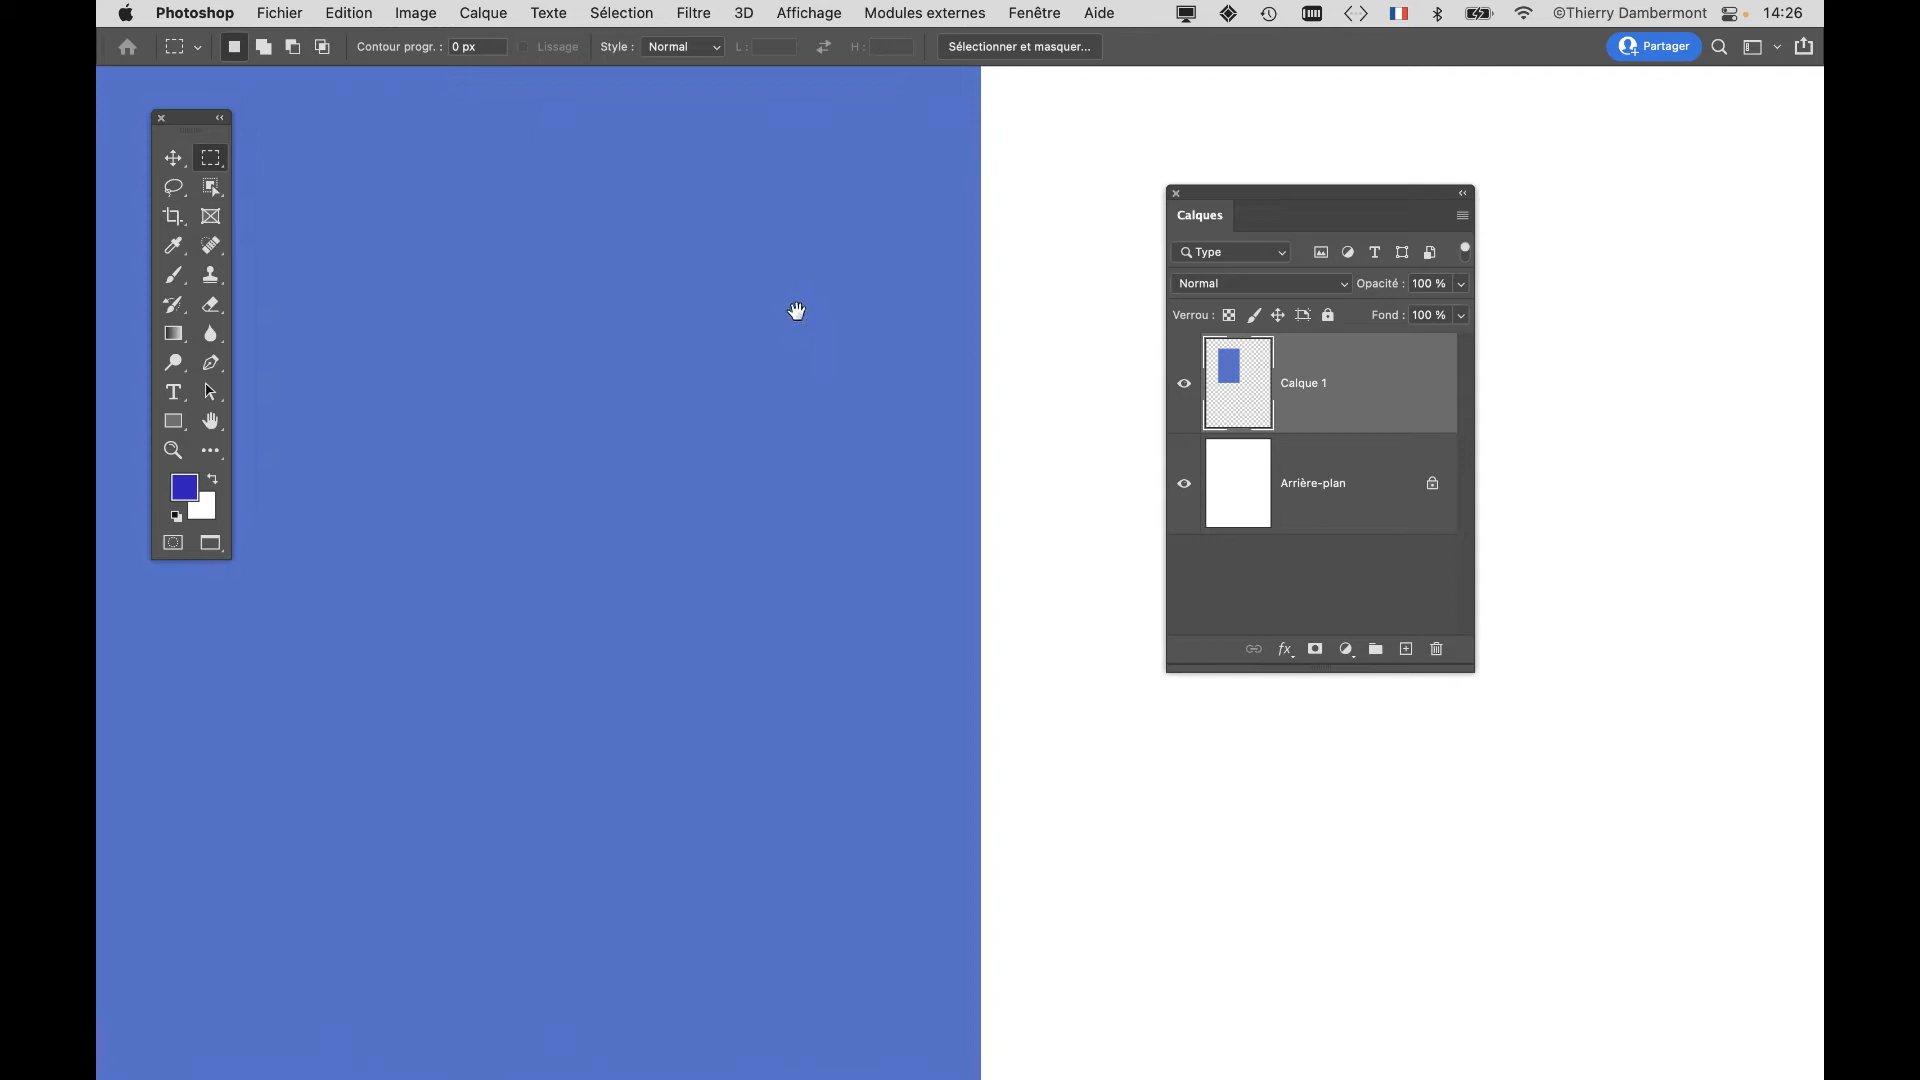 Photoshop Fichier Edition Image Calque Texte Sélection Filtre 3D Affichage Modules externes Fenêtre Aide ©Thierry Dambermont 14:26
Contour progr. : 0 px Lissage Style : Normal L : H : Sélectionner et masquer... Partager
Calques
Type
Normal Opacité : 100 %
Verrou : Fond : 100 %
Calque 1
Arrière-plan
fx